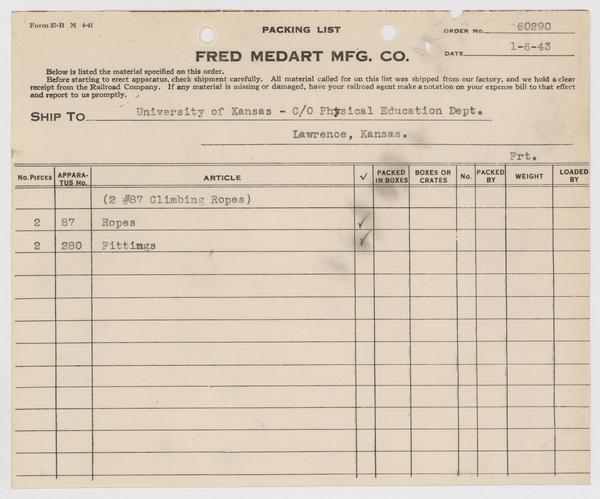 Form 37-B M 4-41
PACKING LIST
ORDER No. 60290
FRED MEDART MFG. CO.
DATE 1-6-43
Below is listed the material specified on this order.
Before starting to erect apparatus, check shipment carefully. All material called for on this list was shipped from our factory, and we hold a clear
receipt from the Railroad Company. If any material is missing or damaged, have your railroad agent make a notation on your expense bill to that effect
and report to us promptly.
SHIP TO University of Kansas - C/O Physical Education Dept.
Lawrence, Kansas.
Frt.
No. PIECES APPARATUS No. ARTICLE ✓ PACKED IN BOXES BOXES OR CRATES No. PACKED BY WEIGHT LOADED BY
(2 #87 Climbing Ropes)
2 87 Ropes ✓
2 280 Fittings ✓